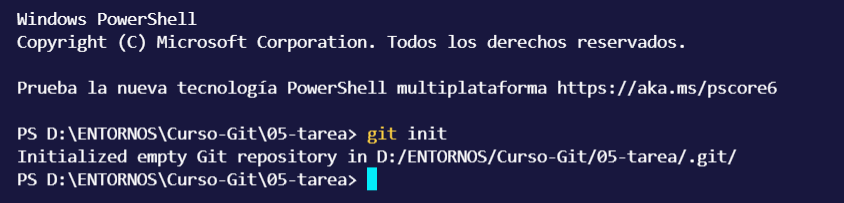 Windows PowerShell
Copyright (C) Microsoft Corporation. Todos los derechos reservados.
Prueba la nueva tecnología PowerShell multiplataforma https://aka.ms/pscore6
PS D:\ENTORNOS\Curso-Git\05-tarea> git init
Initialized empty Git repository in D:/ENTORNOS/Curso-Git/05-tarea/.git/
PS D:\ENTORNOS\Curso-Git\05-tarea>